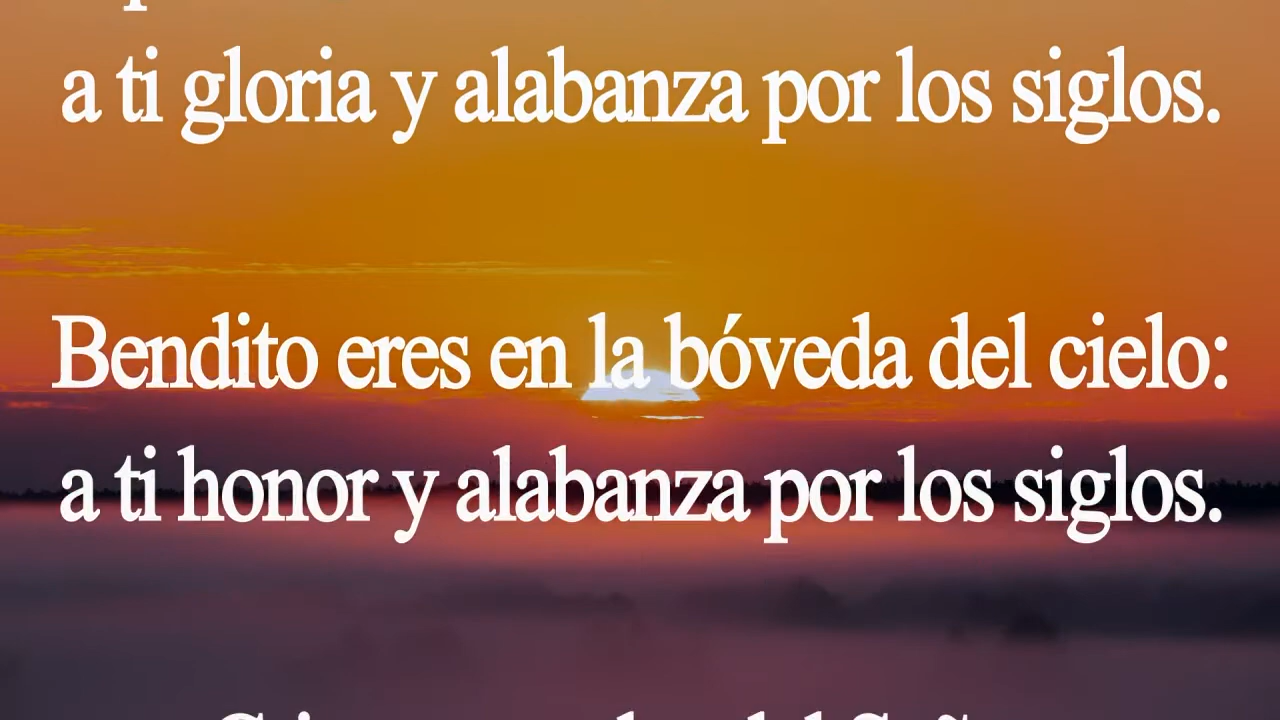 a ti gloria y alabanza por los siglos.
Bendito eres en la bóveda del cielo:
a ti honor y alabanza por los siglos.